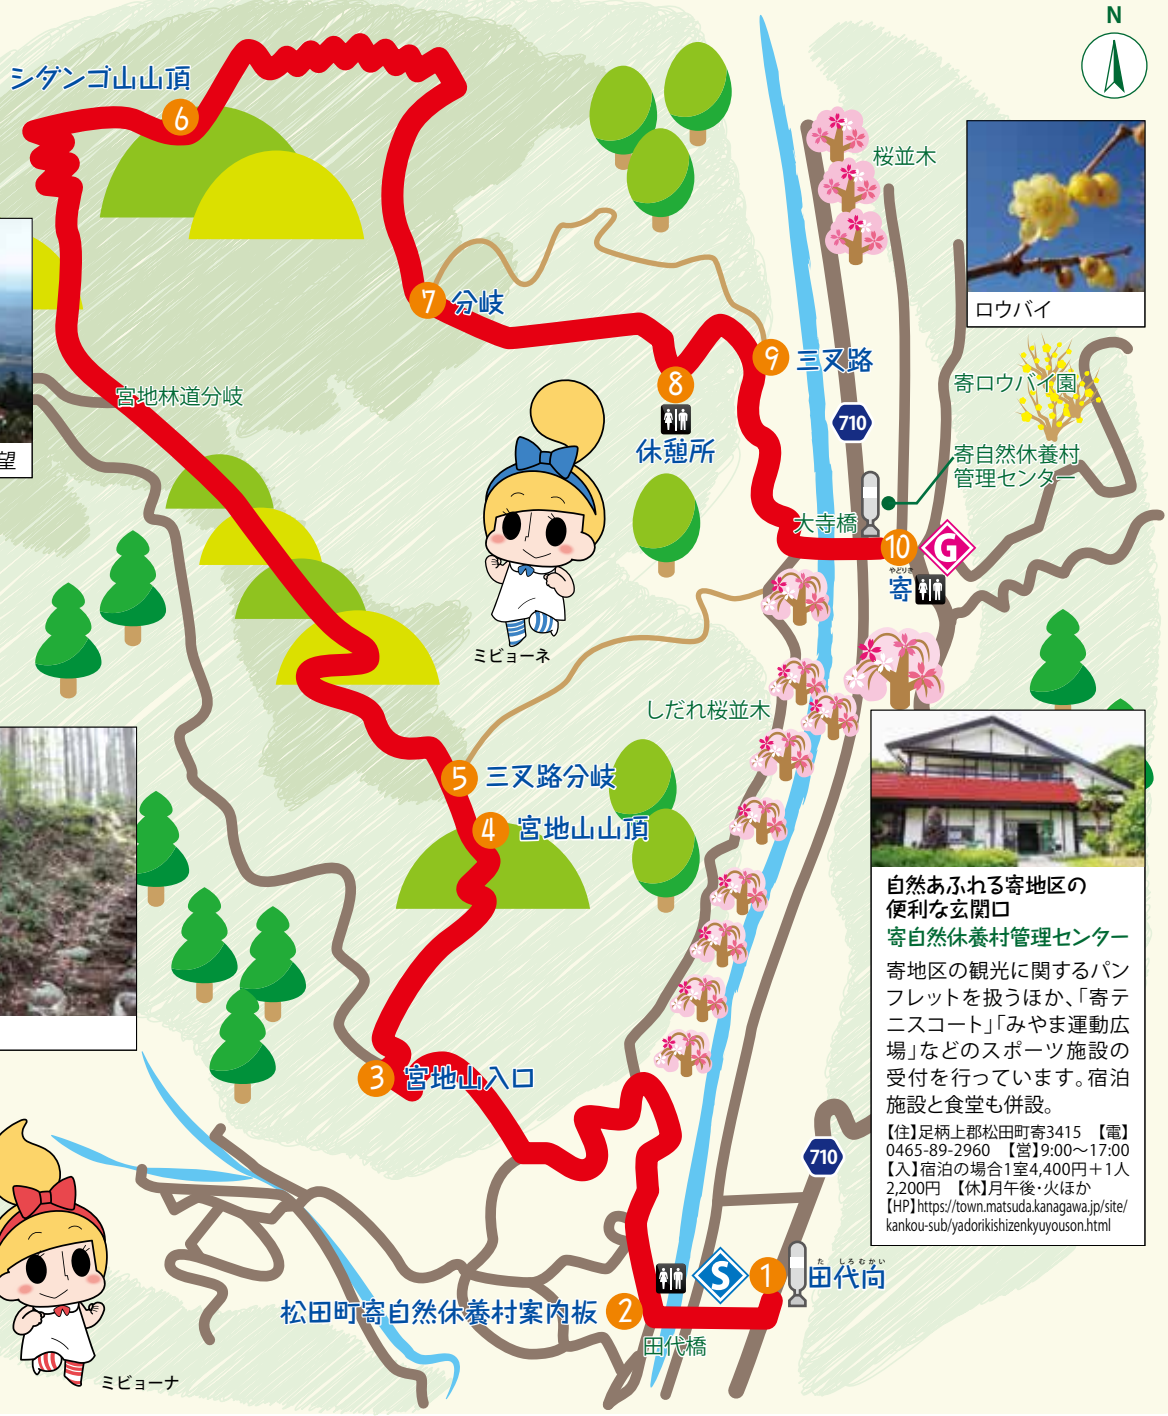 N
シダンゴ山山頂
6
桜並木
ロウバイ
7 分岐
9 三叉路
8
休憩所
宮地林道分岐
望
寄ロウバイ園
710
寄自然休養村
管理センター
大寺橋
10 G
やどりき
寄
ミビョーネ
しだれ桜並木
5 三叉路分岐
4 宮地山山頂
自然あふれる寄地区の
便利な玄関口
寄自然休養村管理センター
寄地区の観光に関するパン
フレットを扱うほか、「寄テ
ニスコート」「みやま運動広
場」などのスポーツ施設の
受付を行っています。宿泊
施設と食堂も併設。
【住】足柄上郡松田町寄3415 【電】
0465-89-2960 【営】9:00〜17:00
【入】宿泊の場合1室4,400円+1人
2,200円 【休】月午後・火ほか
【HP】https://town.matsuda.kanagawa.jp/site/
kankou-sub/yadorikishizenkyuyouson.html
3 宮地山入口
710
S 1
たしろむかい
田代向
松田町寄自然休養村案内板 2
田代橋
ミビョーナ